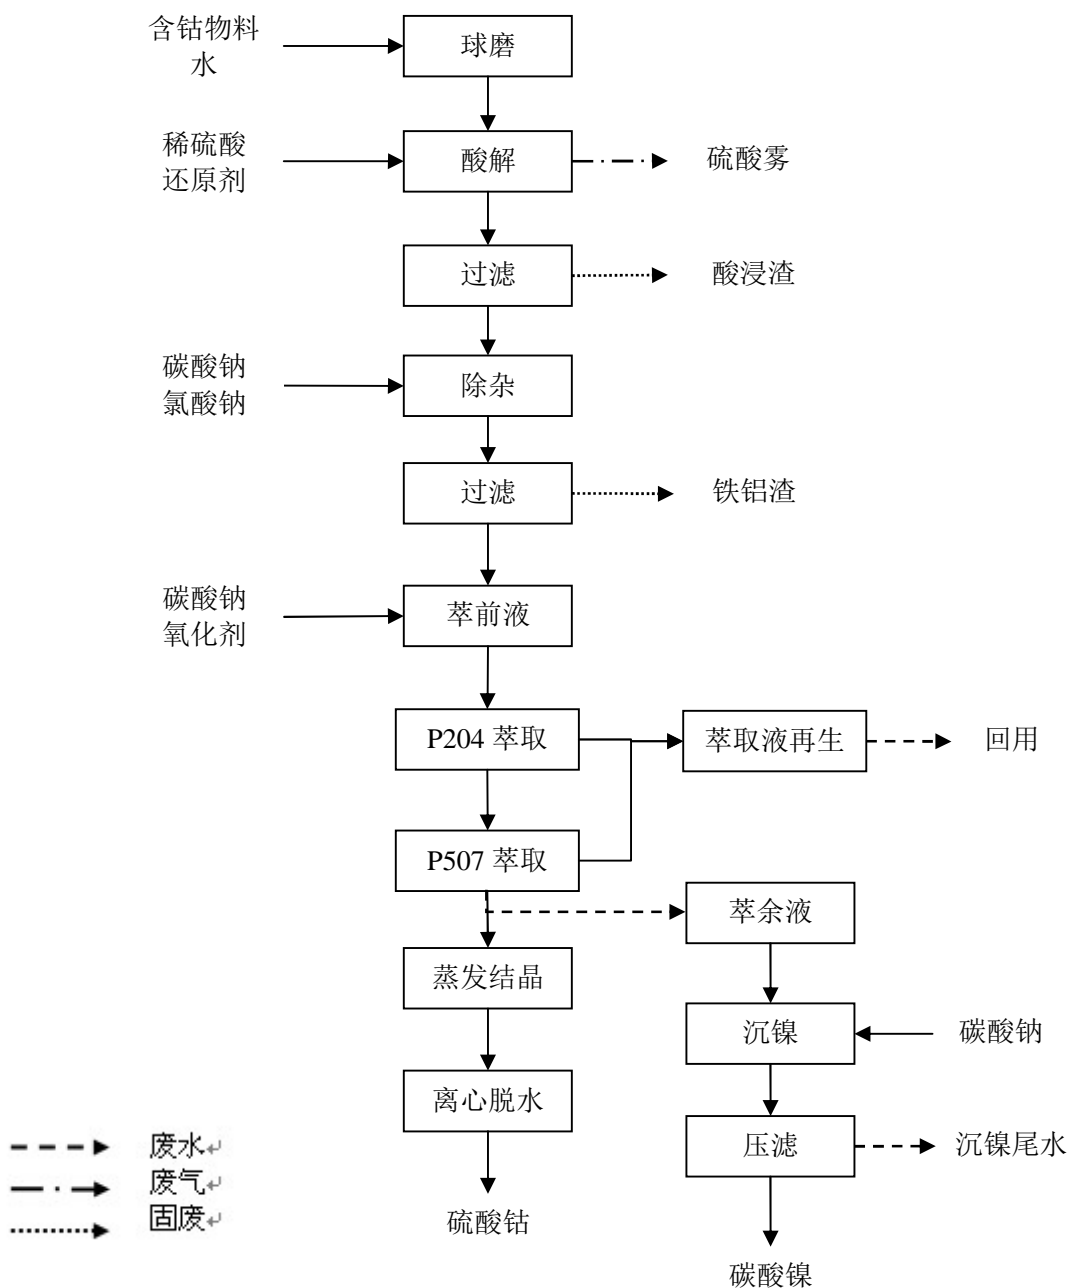 含钴物料
水
球磨
稀硫酸
还原剂
酸解
硫酸雾
过滤
酸浸渣
碳酸钠
氯酸钠
除杂
过滤
铁铝渣
碳酸钠
氧化剂
萃前液
P204 萃取
萃取液再生
回用
P507 萃取
萃余液
蒸发结晶
沉镍
碳酸钠
离心脱水
压滤
沉镍尾水
废水↵
废气↵
固废↵
硫酸钴
碳酸镍